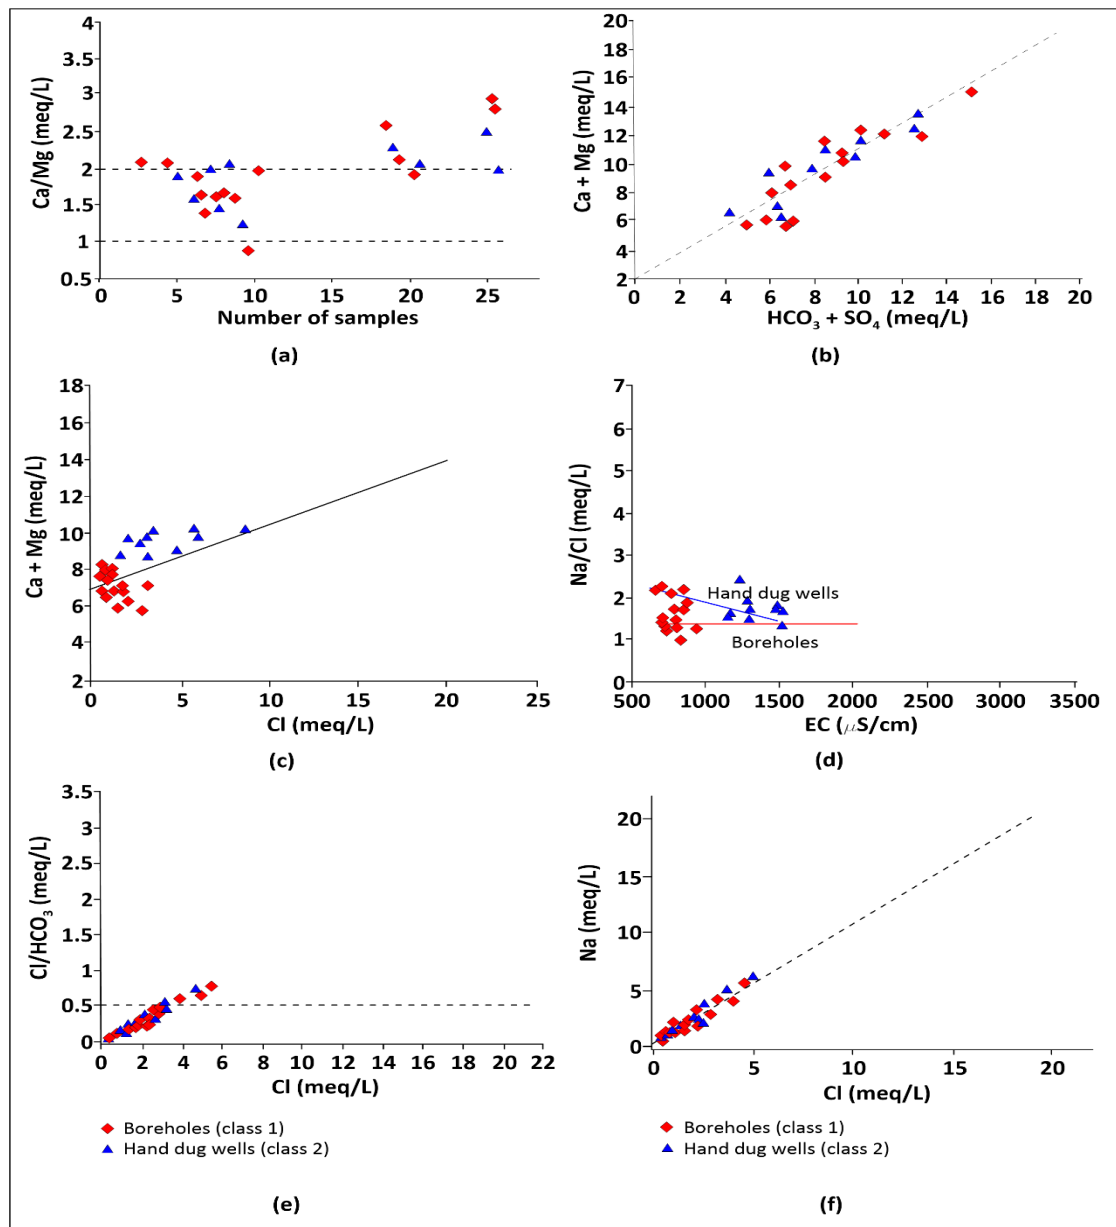 4
3.5
3
2.5
2
1.5
1
0.5
Ca/Mg (meq/L)
0 5 10 15 20 25
Number of samples
(a)
20
18
16
14
12
10
8
6
4
2
Ca + Mg (meq/L)
0 2 4 6 8 10 12 14 16 18 20
HCO₃ + SO₄ (meq/L)
(b)
18
16
14
12
10
8
6
4
2
Ca + Mg (meq/L)
0 5 10 15 20 25
Cl (meq/L)
(c)
7
6
5
4
3
2
1
0
Na/Cl (meq/L)
Hand dug wells
Boreholes
500 1000 1500 2000 2500 3000 3500
EC (μS/cm)
(d)
3.5
3
2.5
2
1.5
1
0.5
0
Cl/HCO₃ (meq/L)
0 2 4 6 8 10 12 14 16 18 20 22
Cl (meq/L)
Boreholes (class 1)
Hand dug wells (class 2)
(e)
20
15
10
5
0
Na (meq/L)
0 5 10 15 20
Cl (meq/L)
Boreholes (class 1)
Hand dug wells (class 2)
(f)